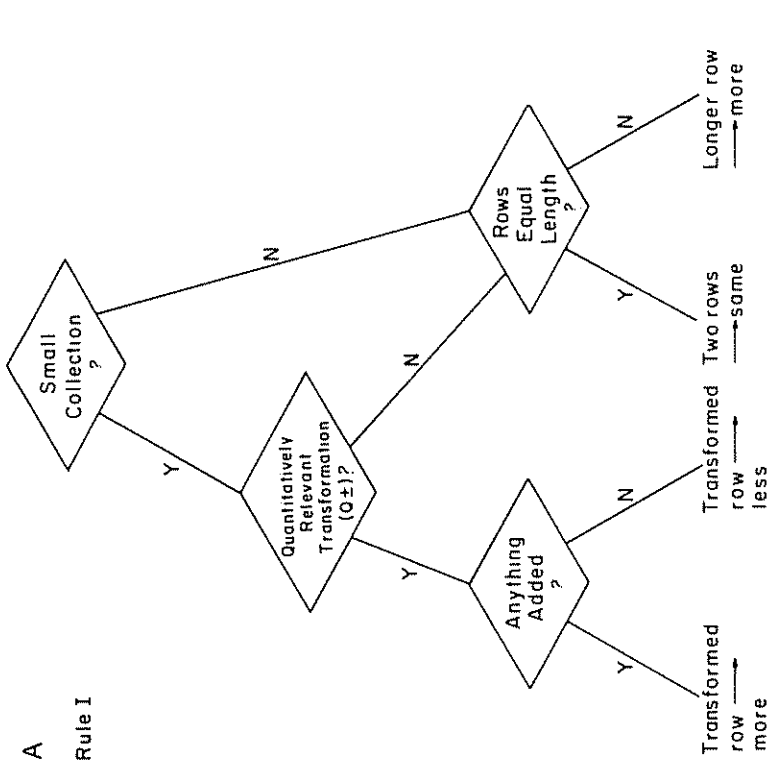 A
Rule I
Small
Collection
?
Y
N
Quantitatively
Relevant
Transformation
(Q±)?
Y
N
Anything
Added
?
Y
N
Rows
Equal
Length
?
Y
N
Transformed
row →
more
Transformed
row →
less
Two rows
→ same
Longer row
→ more